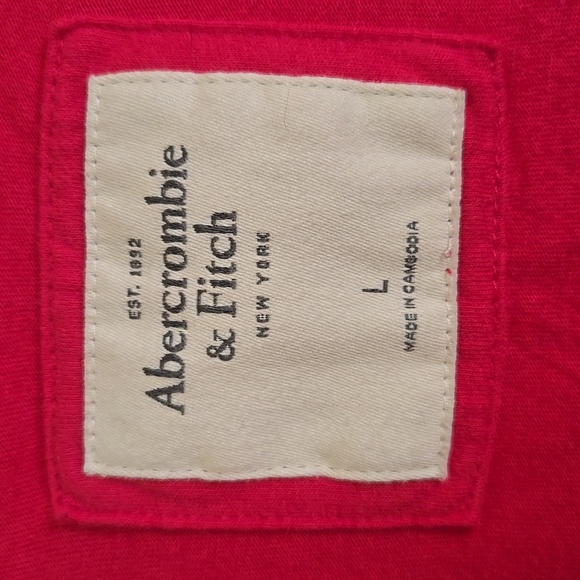 EST. 1892
Abercrombie
& Fitch
NEW YORK
L
MADE IN CAMBODIA